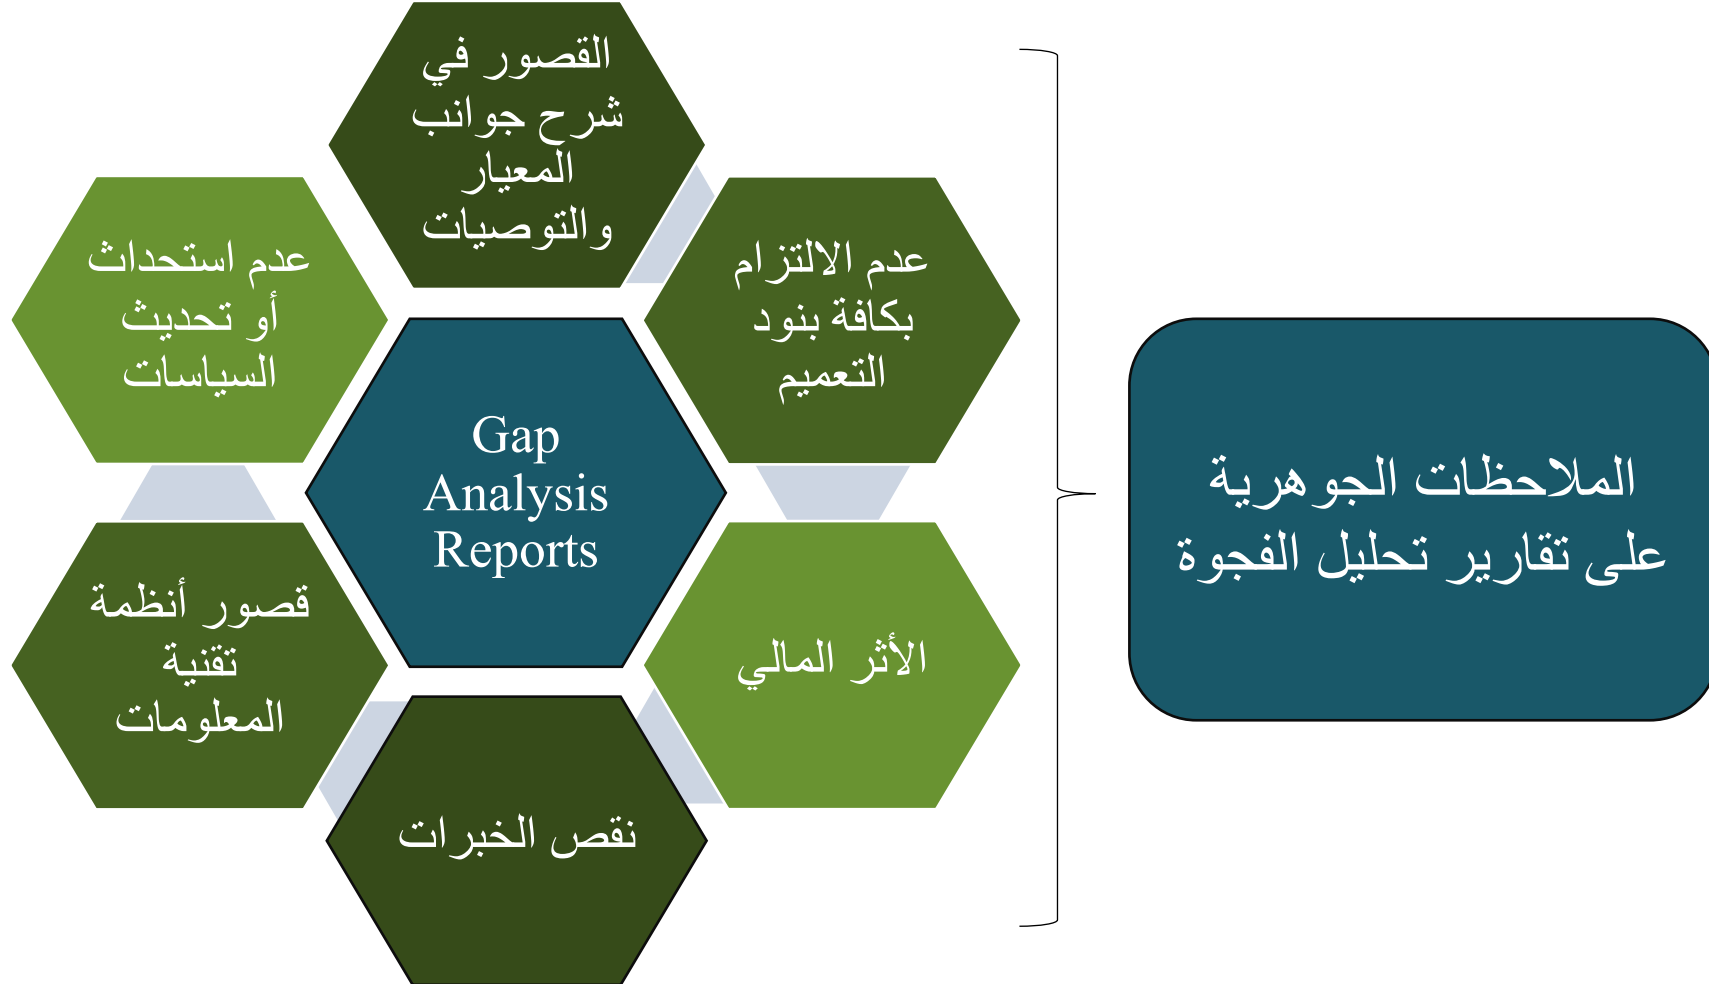 القصور في
شرح جوانب
المعيار
والتوصيات
عدم الالتزام
بكافة بنود
التعميم
الأثر المالي
نقص الخبرات
قصور أنظمة
تقنية
المعلومات
عدم استحداث
أو تحديث
السياسات
Gap
Analysis
Reports
الملاحظات الجوهرية
على تقارير تحليل الفجوة